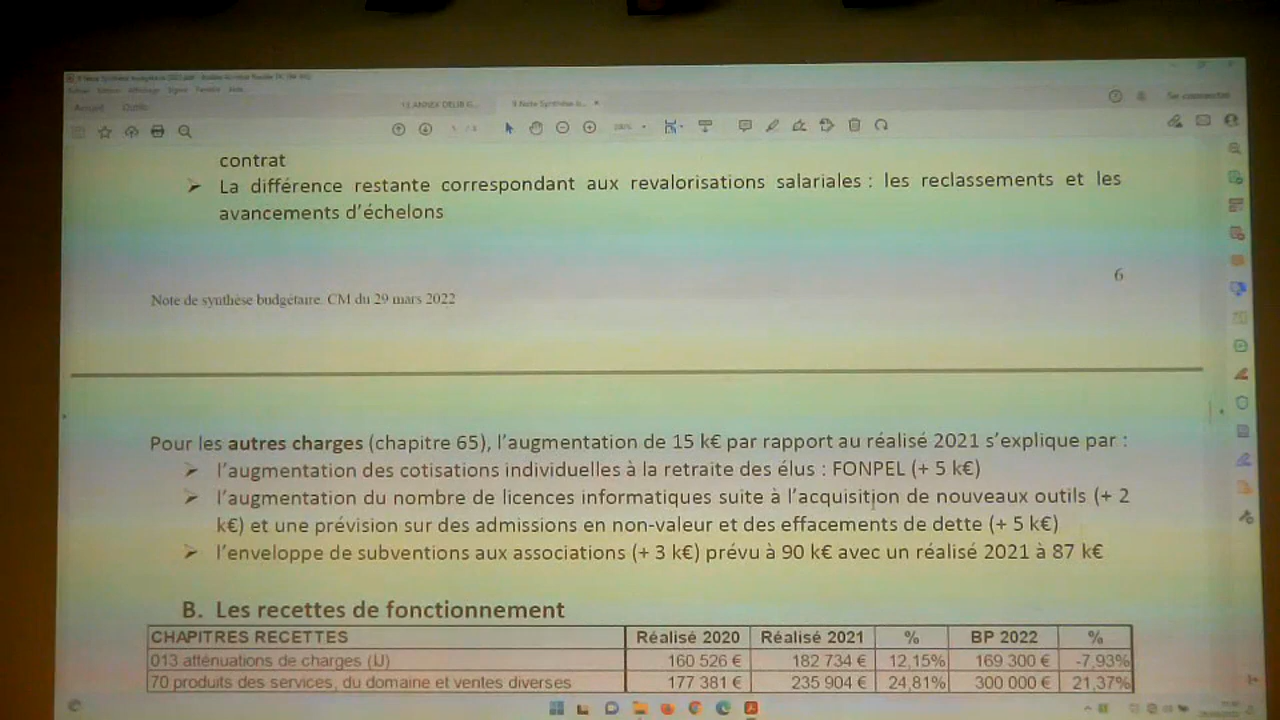 Accueil Outils
9 Note Synthèse b...
Se connecter
contrat
➢ La différence restante correspondant aux revalorisations salariales : les reclassements et les
avancements d'échelons
6
Note de synthèse budgétaire. CM du 29 mars 2022
Pour les autres charges (chapitre 65), l'augmentation de 15 k€ par rapport au réalisé 2021 s'explique par :
➢ l'augmentation des cotisations individuelles à la retraite des élus : FONPEL (+ 5 k€)
➢ l'augmentation du nombre de licences informatiques suite à l'acquisition de nouveaux outils (+ 2
k€) et une prévision sur des admissions en non-valeur et des effacements de dette (+ 5 k€)
➢ l'enveloppe de subventions aux associations (+ 3 k€) prévu à 90 k€ avec un réalisé 2021 à 87 k€
B. Les recettes de fonctionnement
CHAPITRES RECETTES Réalisé 2020 Réalisé 2021 % BP 2022 %
013 atténuations de charges (IJ) 160 526 € 182 734 € 12,15% 169 300 € -7,93%
70 produits des services, du domaine et ventes diverses 177 381 € 235 904 € 24,81% 300 000 € 21,37%